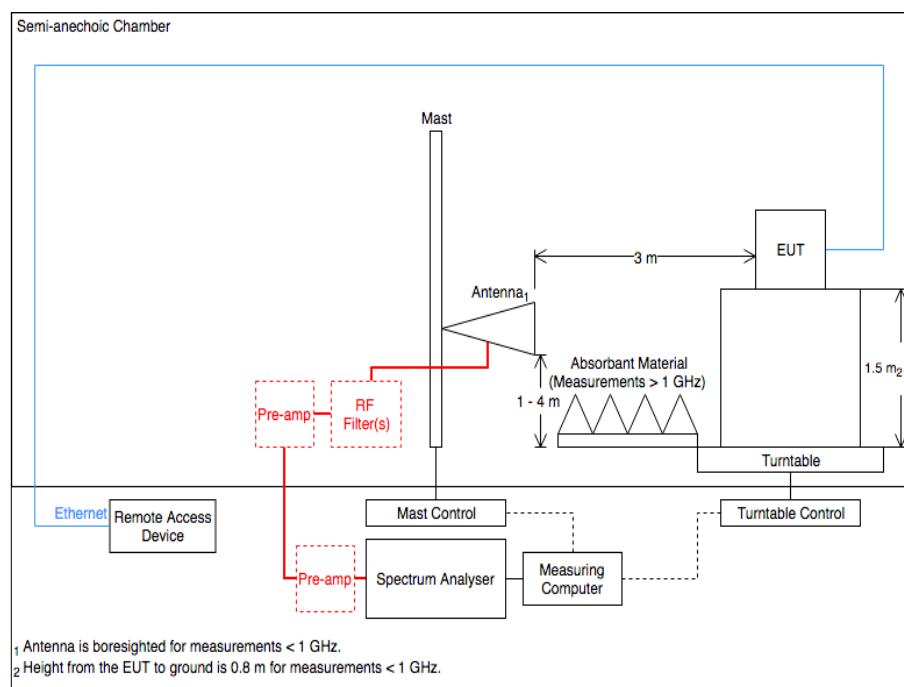 Semi-anechoic Chamber
Mast
EUT
3 m
Antenna1
Absorbant Material
(Measurements > 1 GHz)
1.5 m2
1 - 4 m
Pre-amp
RF
Filter(s)
Turntable
Ethernet
Remote Access
Device
Mast Control
Turntable Control
Pre-amp
Spectrum Analyser
Measuring
Computer
1 Antenna is boresighted for measurements < 1 GHz.
2 Height from the EUT to ground is 0.8 m for measurements < 1 GHz.